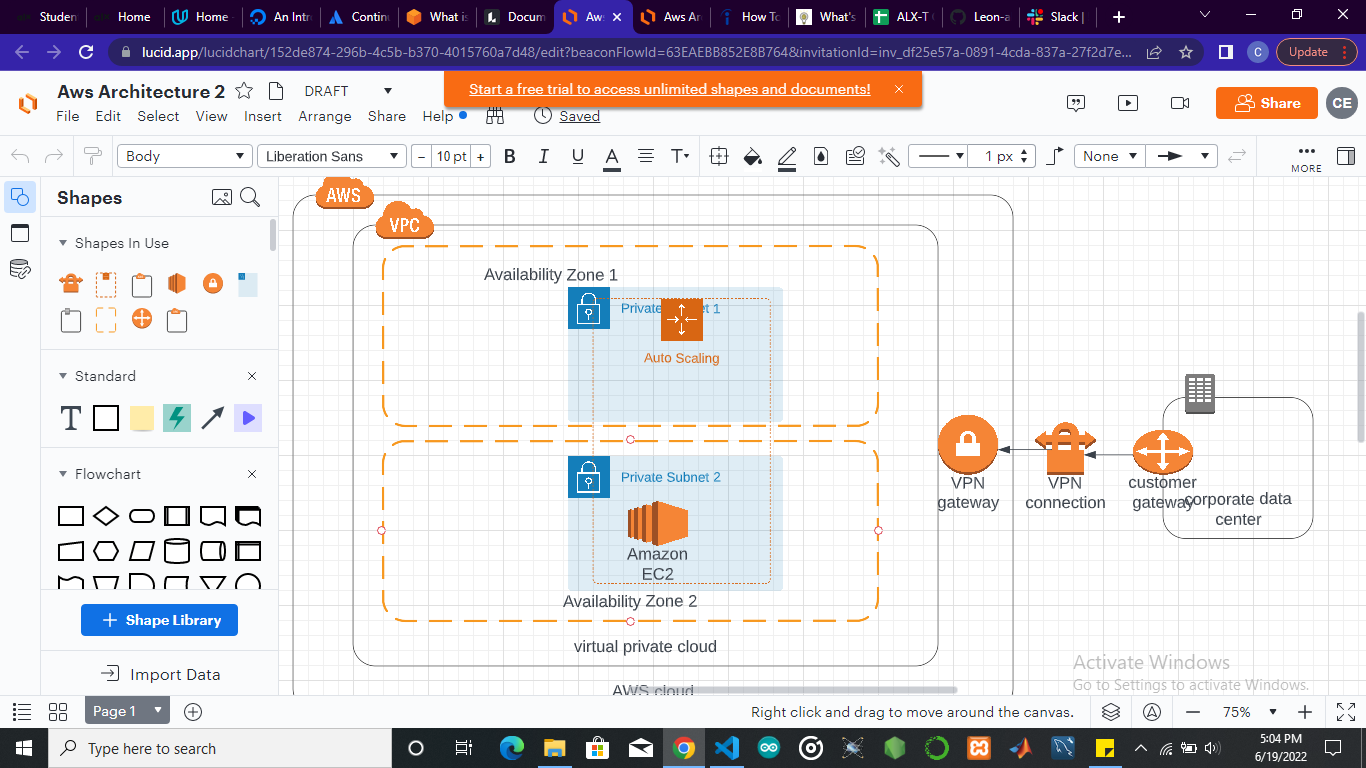 Studen
Home
Home
An Intr
Contin
What is
Docum
Aws
Aws Ar
How To
What's
ALX-T
Leon-a
Slack |
lucid.app/lucidchart/152de874-296b-4c5b-b370-4015760a7d48/edit?beaconFlowId=63EAEBB852E8B764&invitationId=inv_df25e57a-0891-4cda-837a-27f2d7e...
C
Update
Aws Architecture 2
DRAFT
Start a free trial to access unlimited shapes and documents!
Share
CE
File Edit Select View Insert Arrange Share Help
Saved
Body
Liberation Sans
− 10 pt +
B I U A T
1 px
None
MORE
Shapes
Shapes In Use
Standard
T
Flowchart
+ Shape Library
Import Data
AWS
VPC
Availability Zone 1
Private Subnet 1
Auto Scaling
Private Subnet 2
Amazon
EC2
Availability Zone 2
virtual private cloud
AWS cloud
VPN
gateway
VPN
connection
customer
gateway
corporate data
center
Activate Windows
Go to Settings to activate Windows.
Page 1
Right click and drag to move around the canvas.
75%
Type here to search
5:04 PM
6/19/2022